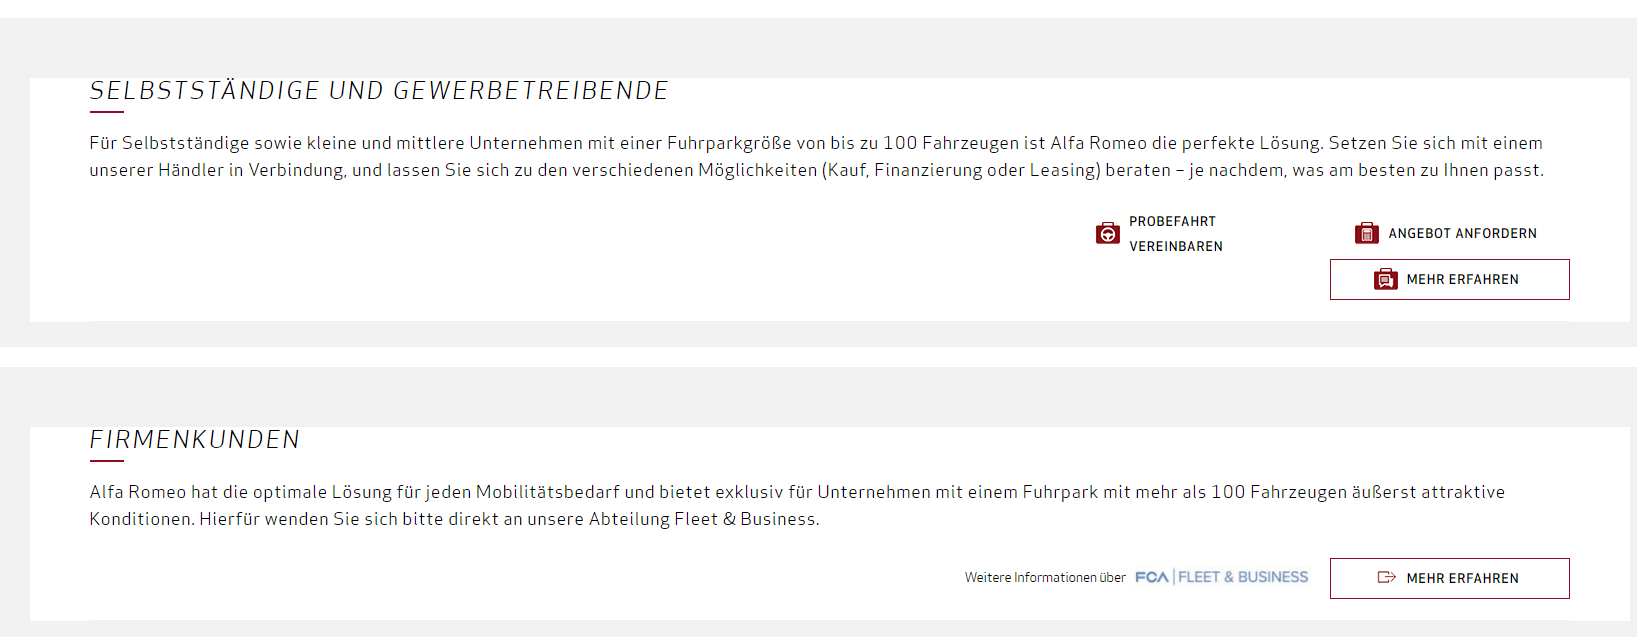 SELBSTSTÄNDIGE UND GEWERBETREIBENDE
Für Selbstständige sowie kleine und mittlere Unternehmen mit einer Fuhrparkgröße von bis zu 100 Fahrzeugen ist Alfa Romeo die perfekte Lösung. Setzen Sie sich mit einem
unserer Händler in Verbindung, und lassen Sie sich zu den verschiedenen Möglichkeiten (Kauf, Finanzierung oder Leasing) beraten – je nachdem, was am besten zu Ihnen passt.
PROBEFAHRT
VEREINBAREN
ANGEBOT ANFORDERN
MEHR ERFAHREN
FIRMENKUNDEN
Alfa Romeo hat die optimale Lösung für jeden Mobilitätsbedarf und bietet exklusiv für Unternehmen mit einem Fuhrpark mit mehr als 100 Fahrzeugen äußerst attraktive
Konditionen. Hierfür wenden Sie sich bitte direkt an unsere Abteilung Fleet & Business.
Weitere Informationen über FCA | FLEET & BUSINESS
MEHR ERFAHREN